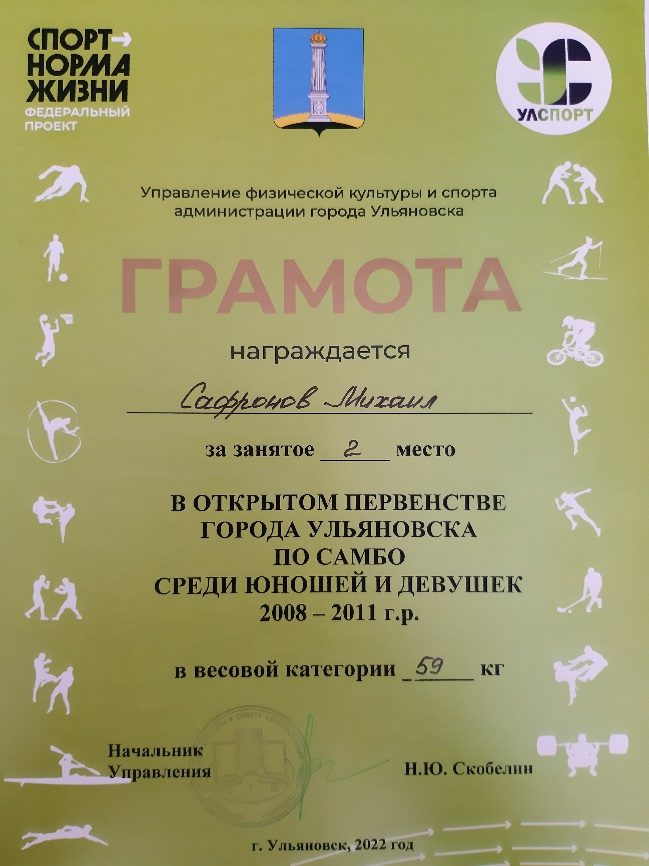 СПОРТ
НОРМА
ЖИЗНИ
ФЕДЕРАЛЬНЫЙ
ПРОЕКТ
УЛСПОРТ
Управление физической культуры и спорта
администрации города Ульяновска
ГРАМОТА
награждается
Сафронов Михаил
за занятое 2 место
В ОТКРЫТОМ ПЕРВЕНСТВЕ
ГОРОДА УЛЬЯНОВСКА
ПО САМБО
СРЕДИ ЮНОШЕЙ И ДЕВУШЕК
2008 – 2011 г.р.
в весовой категории 59 кг
Начальник
Управления Н.Ю. Скобелин
г. Ульяновск, 2022 год